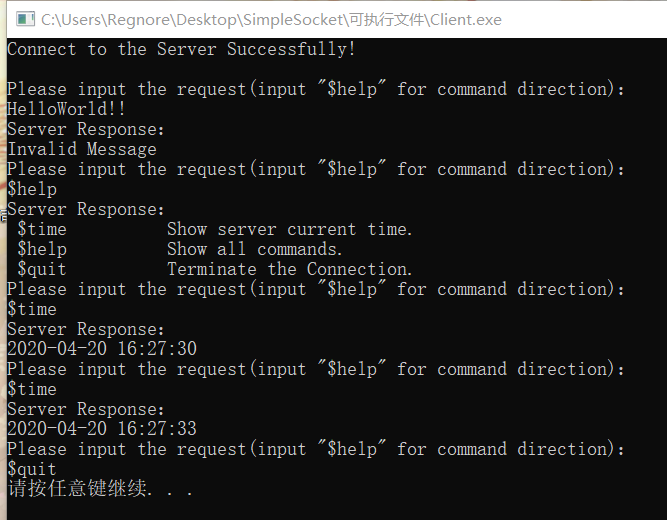 C:\Users\Regnore\Desktop\SimpleSocket\可执行文件\Client.exe
Connect to the Server Successfully!
Please input the request(input "$help" for command direction):
HelloWorld!!
Server Response:
Invalid Message
Please input the request(input "$help" for command direction):
$help
Server Response:
 $time          Show server current time.
 $help          Show all commands.
 $quit          Terminate the Connection.
Please input the request(input "$help" for command direction):
$time
Server Response:
2020-04-20 16:27:30
Please input the request(input "$help" for command direction):
$time
Server Response:
2020-04-20 16:27:33
Please input the request(input "$help" for command direction):
$quit
请按任意键继续. . .